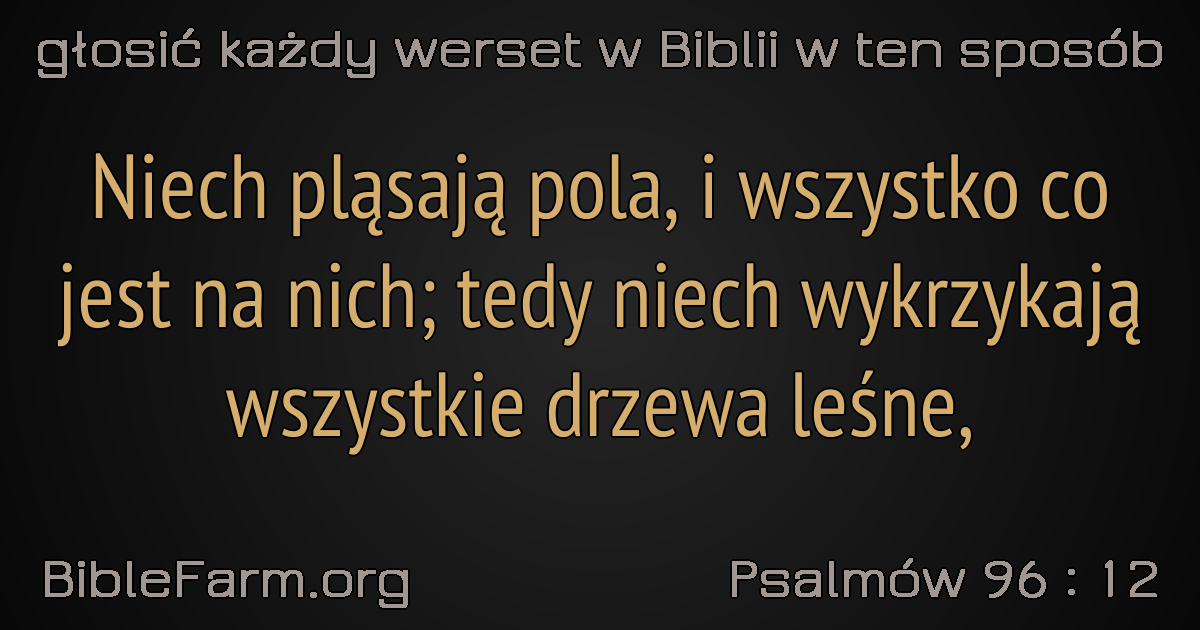 głosić każdy werset w Biblii w ten sposób
Niech pląsają pola, i wszystko co
jest na nich; tedy niech wykrzykają
wszystkie drzewa leśne,
BibleFarm.org
Psalmów 96 : 12